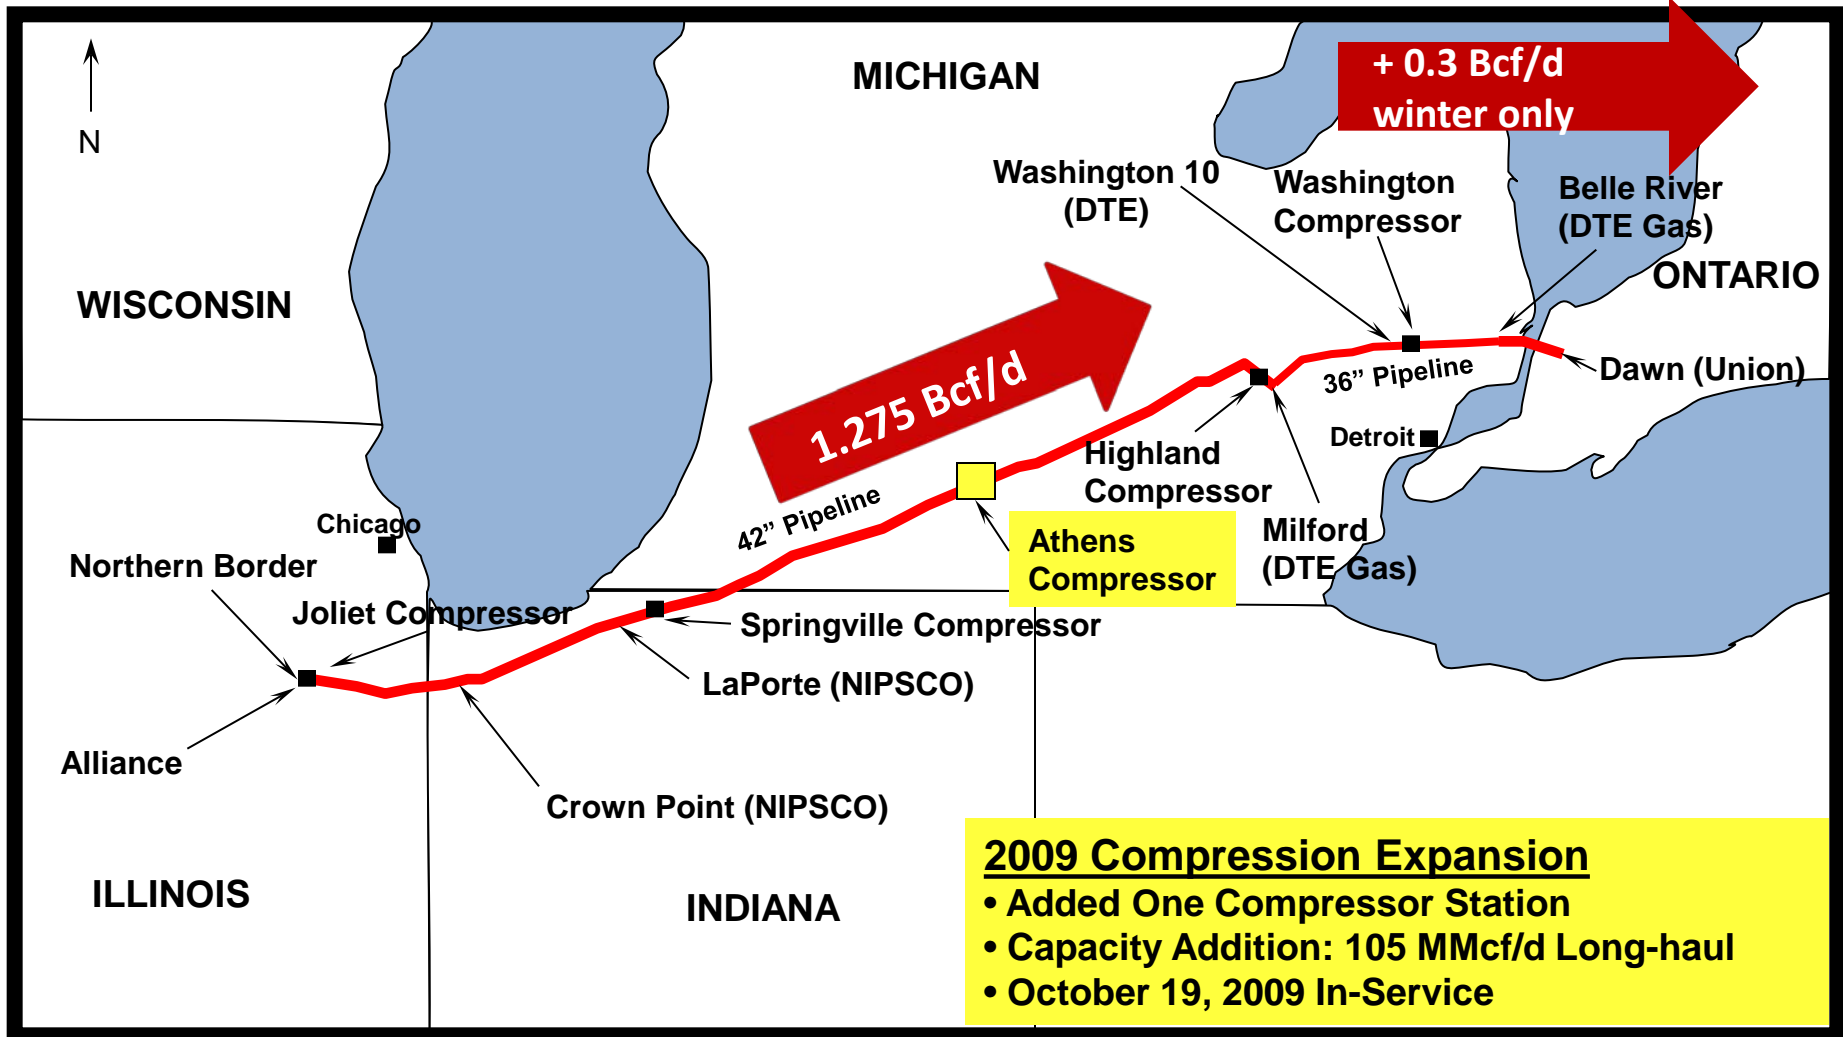 MICHIGAN
+ 0.3 Bcf/d
winter only
N
Washington 10
(DTE)
Washington
Compressor
Belle River
(DTE Gas)
ONTARIO
WISCONSIN
1.275 Bcf/d
36” Pipeline
Dawn (Union)
Detroit
Highland
Compressor
42” Pipeline
Chicago
Athens
Compressor
Milford
(DTE Gas)
Northern Border
Joliet Compressor
Springville Compressor
LaPorte (NIPSCO)
Alliance
Crown Point (NIPSCO)
ILLINOIS
INDIANA
2009 Compression Expansion
• Added One Compressor Station
• Capacity Addition: 105 MMcf/d Long-haul
• October 19, 2009 In-Service